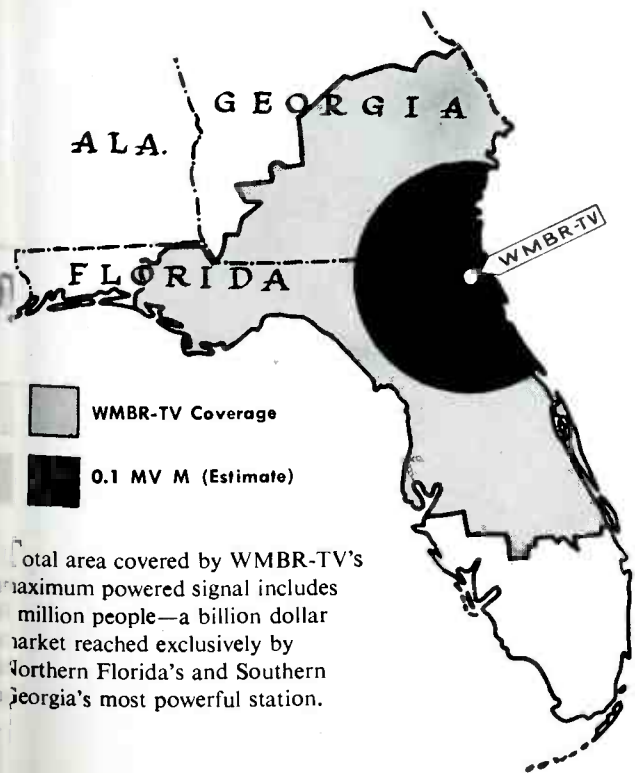 GEORGIA
ALA.
WMBR-TV
FLORIDA
WMBR-TV Coverage
0.1 MV M (Estimate)
otal area covered by WMBR-TV's
aximum powered signal includes
million people—a billion dollar
arket reached exclusively by
orthern Florida's and Southern
eorgia's most powerful station.